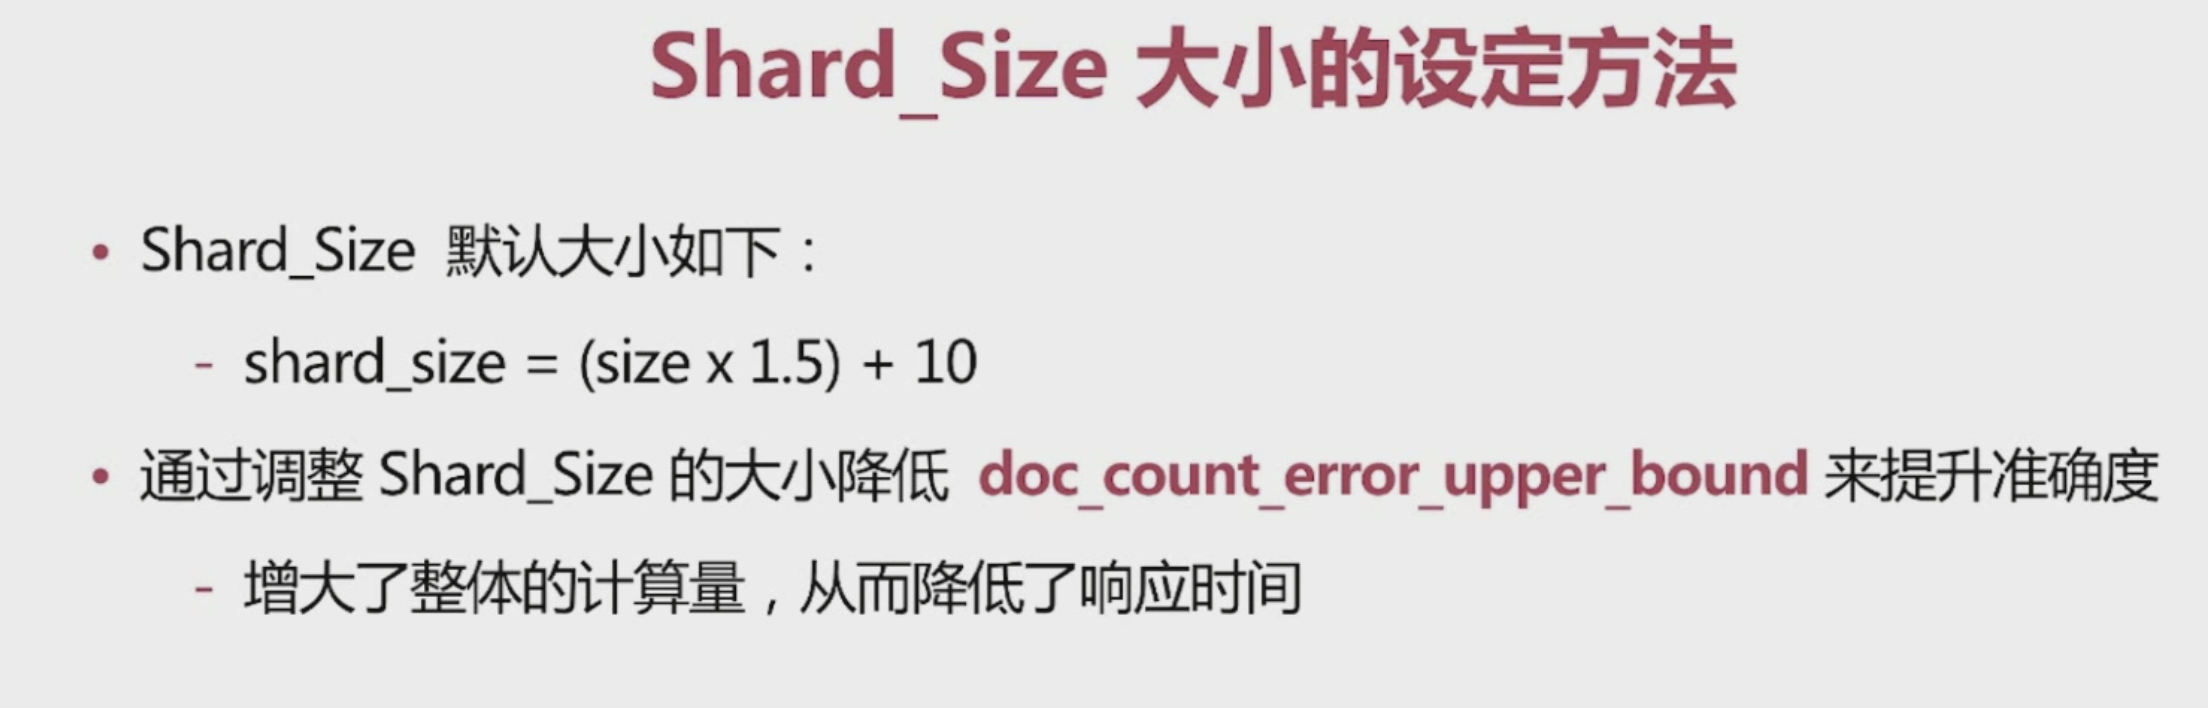 Shard_Size 大小的设定方法
• Shard_Size 默认大小如下：
- shard_size = (size x 1.5) + 10
• 通过调整 Shard_Size 的大小降低 doc_count_error_upper_bound 来提升准确度
- 增大了整体的计算量，从而降低了响应时间